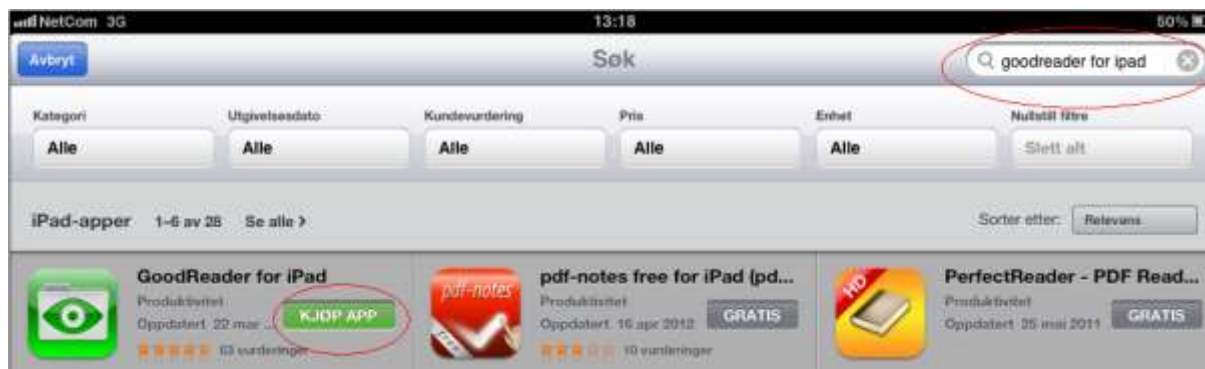 NetCom 3G 13:18 50%
Avbryt Søk goodreader for ipad
Kategori Utgivelsesdato Kundevurdering Pris Enhet Nullstill filtre
Alle Alle Alle Alle Alle Slett alt
iPad-apper 1–6 av 28 Se alle > Sorter etter: Relevans
GoodReader for iPad
Produktivitet
Oppdatert 22 mar ... KJØP APP
63 vurderinger
pdf-notes
free
pdf-notes free for iPad (pd...
Produktivitet
Oppdatert 16 apr 2012 GRATIS
10 vurderinger
HD
PerfectReader - PDF Read...
Produktivitet
Oppdatert 25 mai 2011 GRATIS